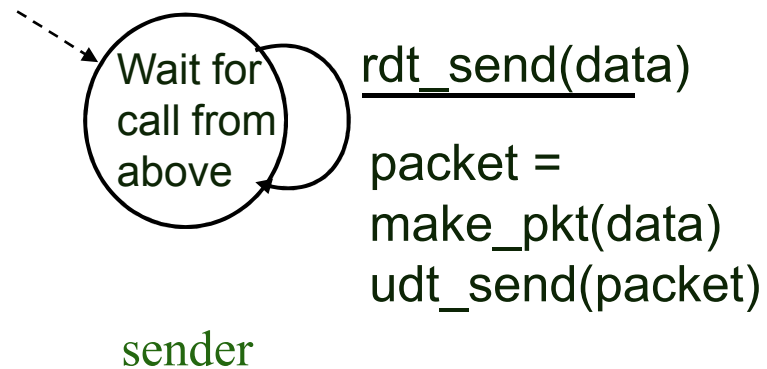 Wait for
call from
above
rdt_send(data)
packet =
make_pkt(data)
udt_send(packet)
sender